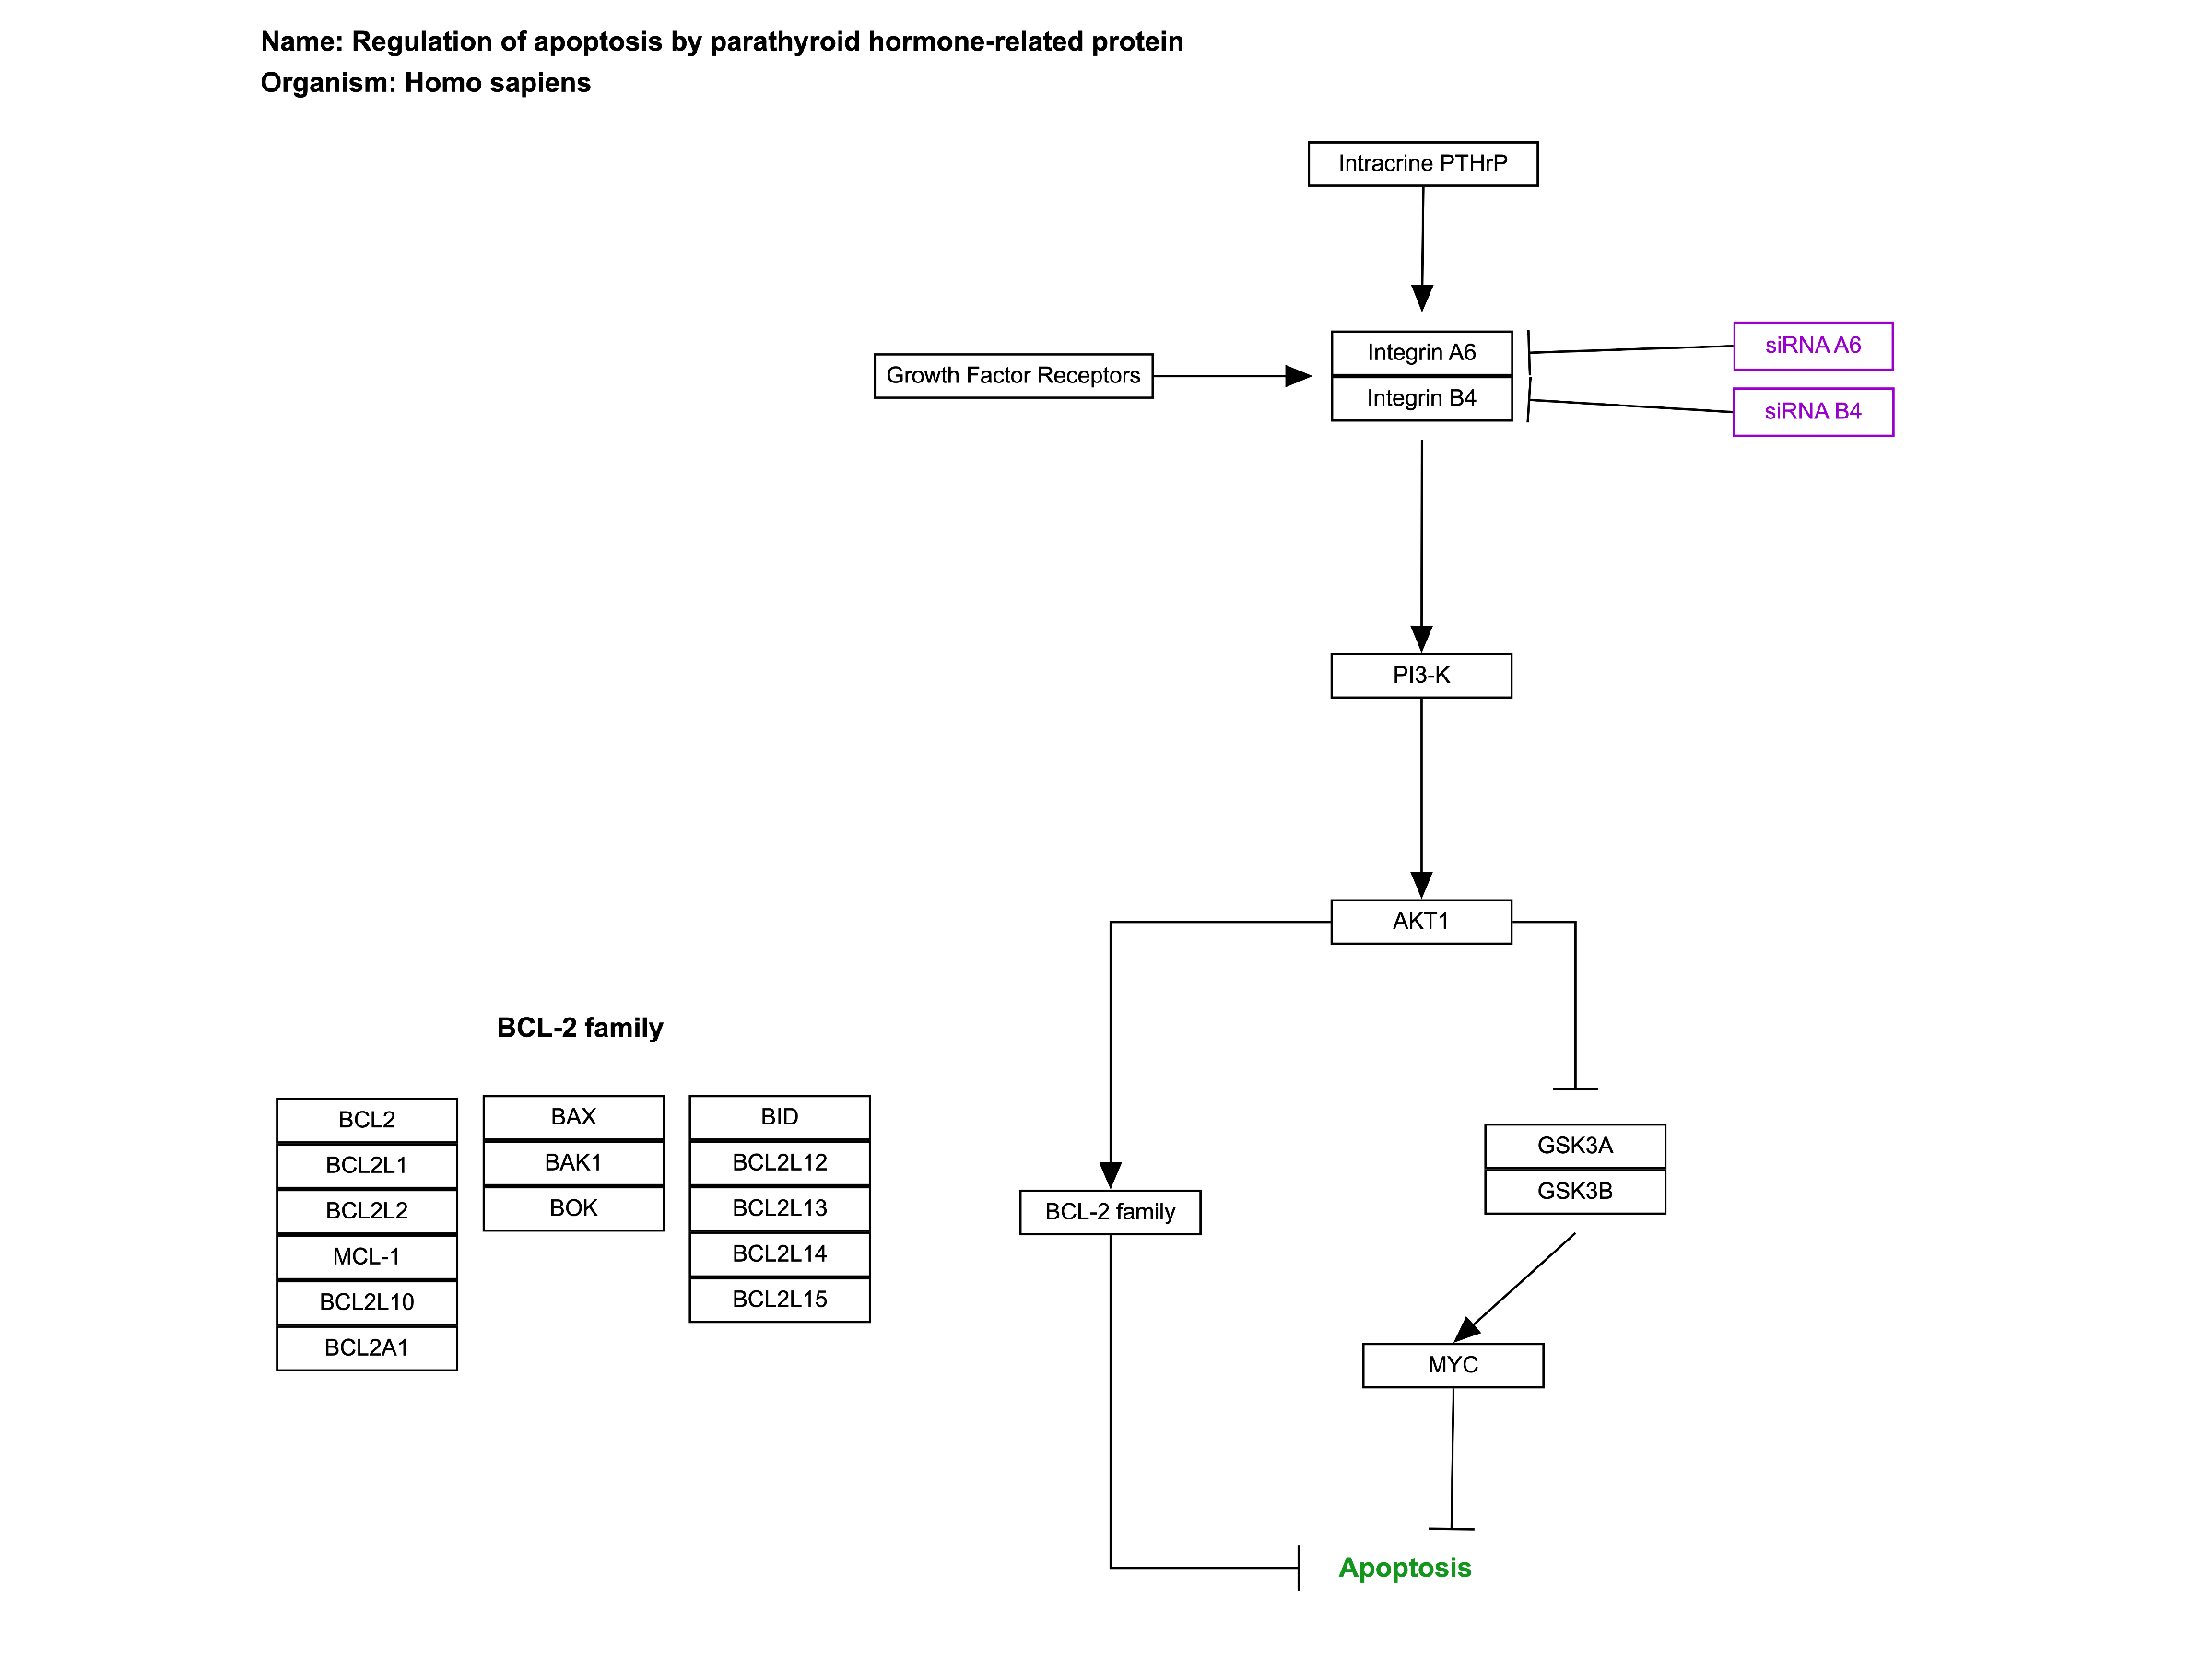 Name: Regulation of apoptosis by parathyroid hormone-related protein
Organism: Homo sapiens
Intracrine PTHrP
Growth Factor Receptors
Integrin A6
Integrin B4
siRNA A6
siRNA B4
PI3-K
AKT1
BCL-2 family
BCL2
BCL2L1
BCL2L2
MCL-1
BCL2L10
BCL2A1
BAX
BAK1
BOK
BID
BCL2L12
BCL2L13
BCL2L14
BCL2L15
BCL-2 family
GSK3A
GSK3B
MYC
Apoptosis